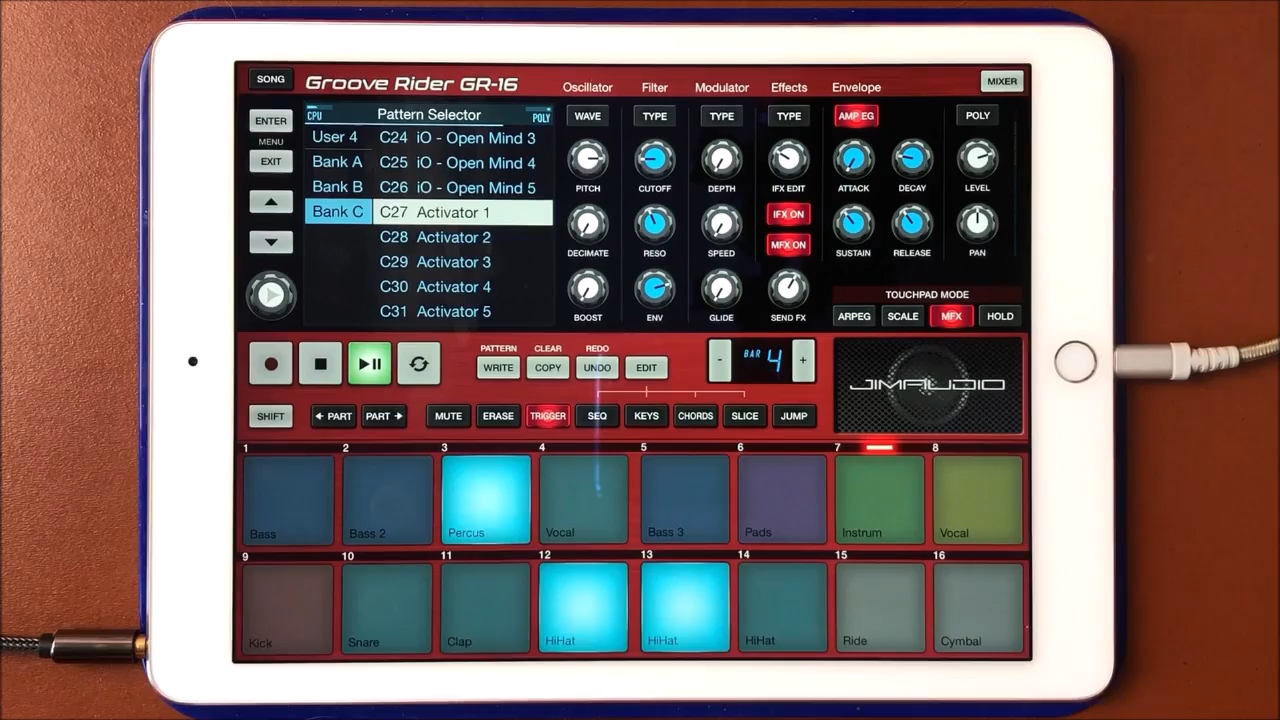 SONG
Groove Rider GR-16
Oscillator
Filter
Modulator
Effects
Envelope
MIXER
ENTER
MENU
EXIT
CPU
Pattern Selector
POLY
User 4
C24 iO - Open Mind 3
Bank A
C25 iO - Open Mind 4
Bank B
C26 iO - Open Mind 5
Bank C
C27 Activator 1
C28 Activator 2
C29 Activator 3
C30 Activator 4
C31 Activator 5
WAVE
TYPE
TYPE
TYPE
AMP EG
POLY
PITCH
CUTOFF
DEPTH
IFX EDIT
ATTACK
DECAY
LEVEL
IFX ON
DECIMATE
RESO
SPEED
MFX ON
SUSTAIN
RELEASE
PAN
BOOST
ENV
GLIDE
SEND FX
TOUCHPAD MODE
ARPEG
SCALE
MFX
HOLD
PATTERN
CLEAR
REDO
WRITE
COPY
UNDO
EDIT
-
BAR 4
+
JIMAUDIO
SHIFT
PART
PART
MUTE
ERASE
TRIGGER
SEQ
KEYS
CHORDS
SLICE
JUMP
1
2
3
4
5
6
7
8
Bass
Bass 2
Percus
Vocal
Bass 3
Pads
Instrum
Vocal
9
10
11
12
13
14
15
16
Kick
Snare
Clap
HiHat
HiHat
HiHat
Ride
Cymbal